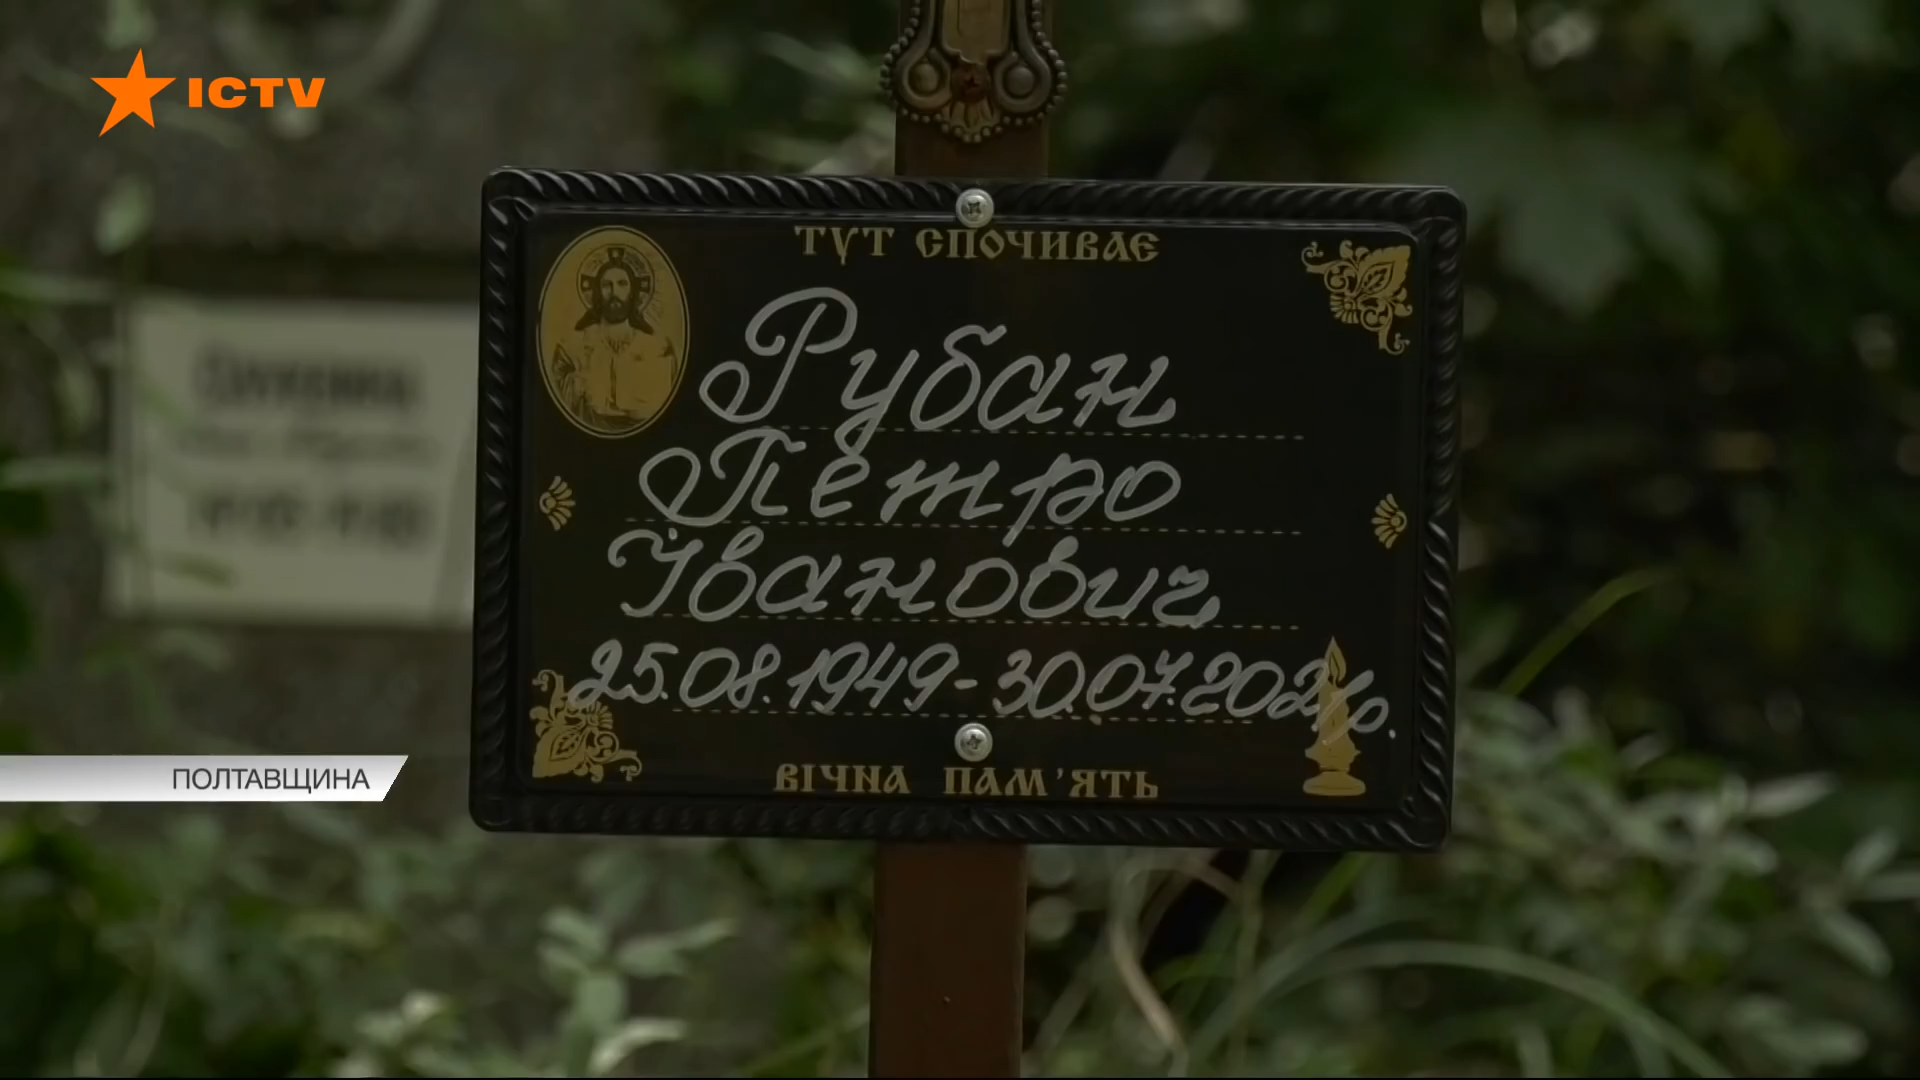 ICTV
ТУТ СПОЧИВАЄ
Рубан
Петро
Іванович
25.08.1949-30.07.2021р.
ВІЧНА ПАМ'ЯТЬ
ПОЛТАВЩИНА